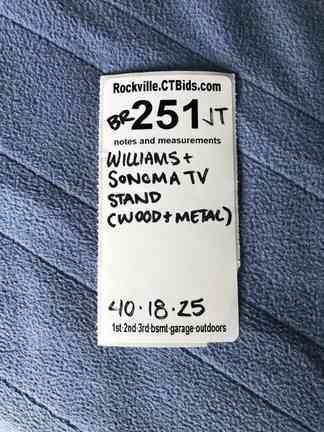 Rockville.CTBids.com
BR 251 JT
notes and measurements
WILLIAMS +
SONOMA TV
STAND
(WOOD + METAL)
40·18·25
1st-2nd-3rd-bsmt-garage-outdoors